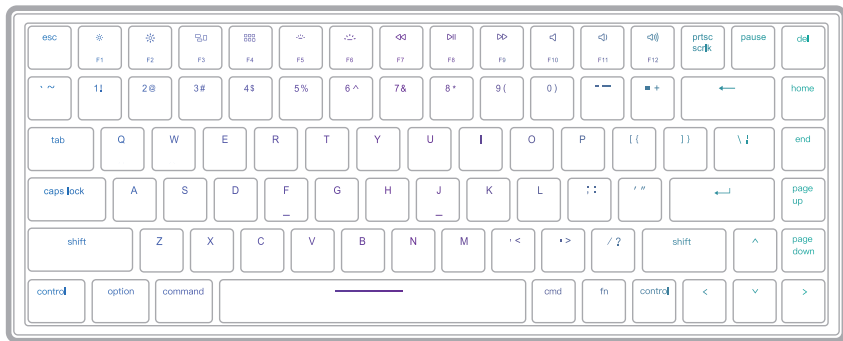 esc F1 F2 F3 F4 F5 F6 F7 F8 F9 F10 F11 F12 prtsc pause del
scrlk
` ~ 1! 2@ 3# 4$ 5% 6^ 7& 8* 9( 0) - — = + ← home
tab Q W E R T Y U I O P [ { ] } \ ¦ end
caps lock A S D F G H J K L ; : ' " ↵ page
up
shift Z X C V B N M , < . > / ? shift ^ page
down
control option command cmd fn control < ˅ >